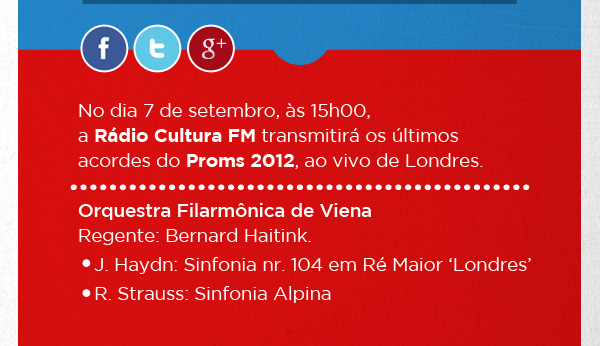 f t g+
No dia 7 de setembro, às 15h00,
a Rádio Cultura FM transmitirá os últimos
acordes do Proms 2012, ao vivo de Londres.
Orquestra Filarmônica de Viena
Regente: Bernard Haitink.
• J. Haydn: Sinfonia nr. 104 em Ré Maior ‘Londres’
• R. Strauss: Sinfonia Alpina